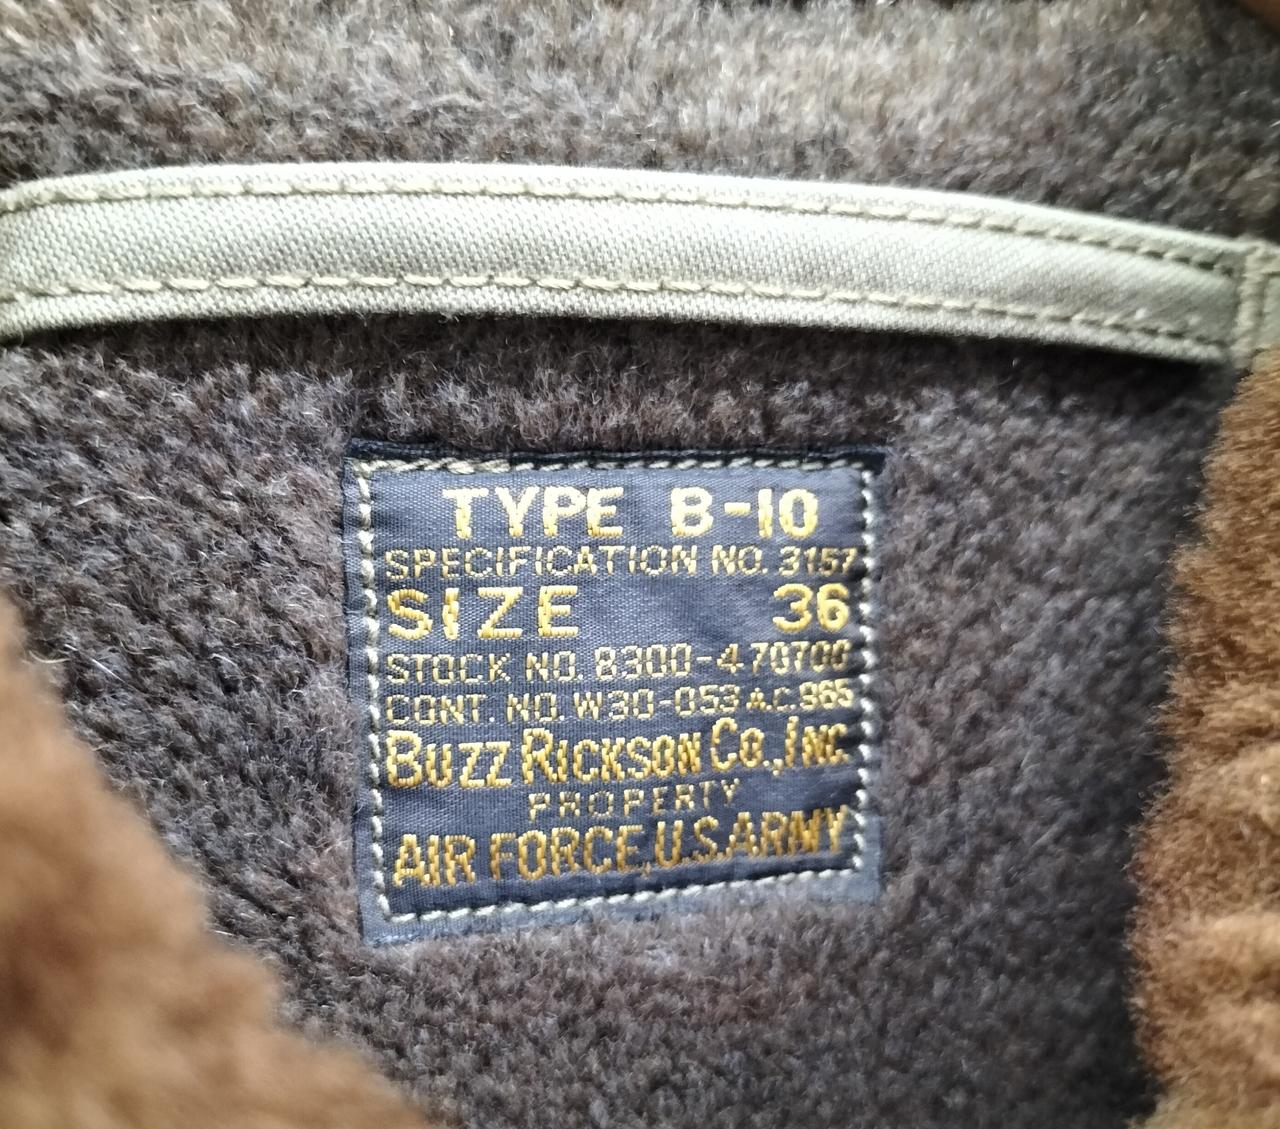 TYPE B-10
SPECIFICATION NO. 3157
SIZE 36
STOCK NO. 8300-470700
CONT. NO. W30-053 A.C. 965
BUZZ RICKSON CO., INC.
PROPERTY
AIR FORCE, U.S. ARMY